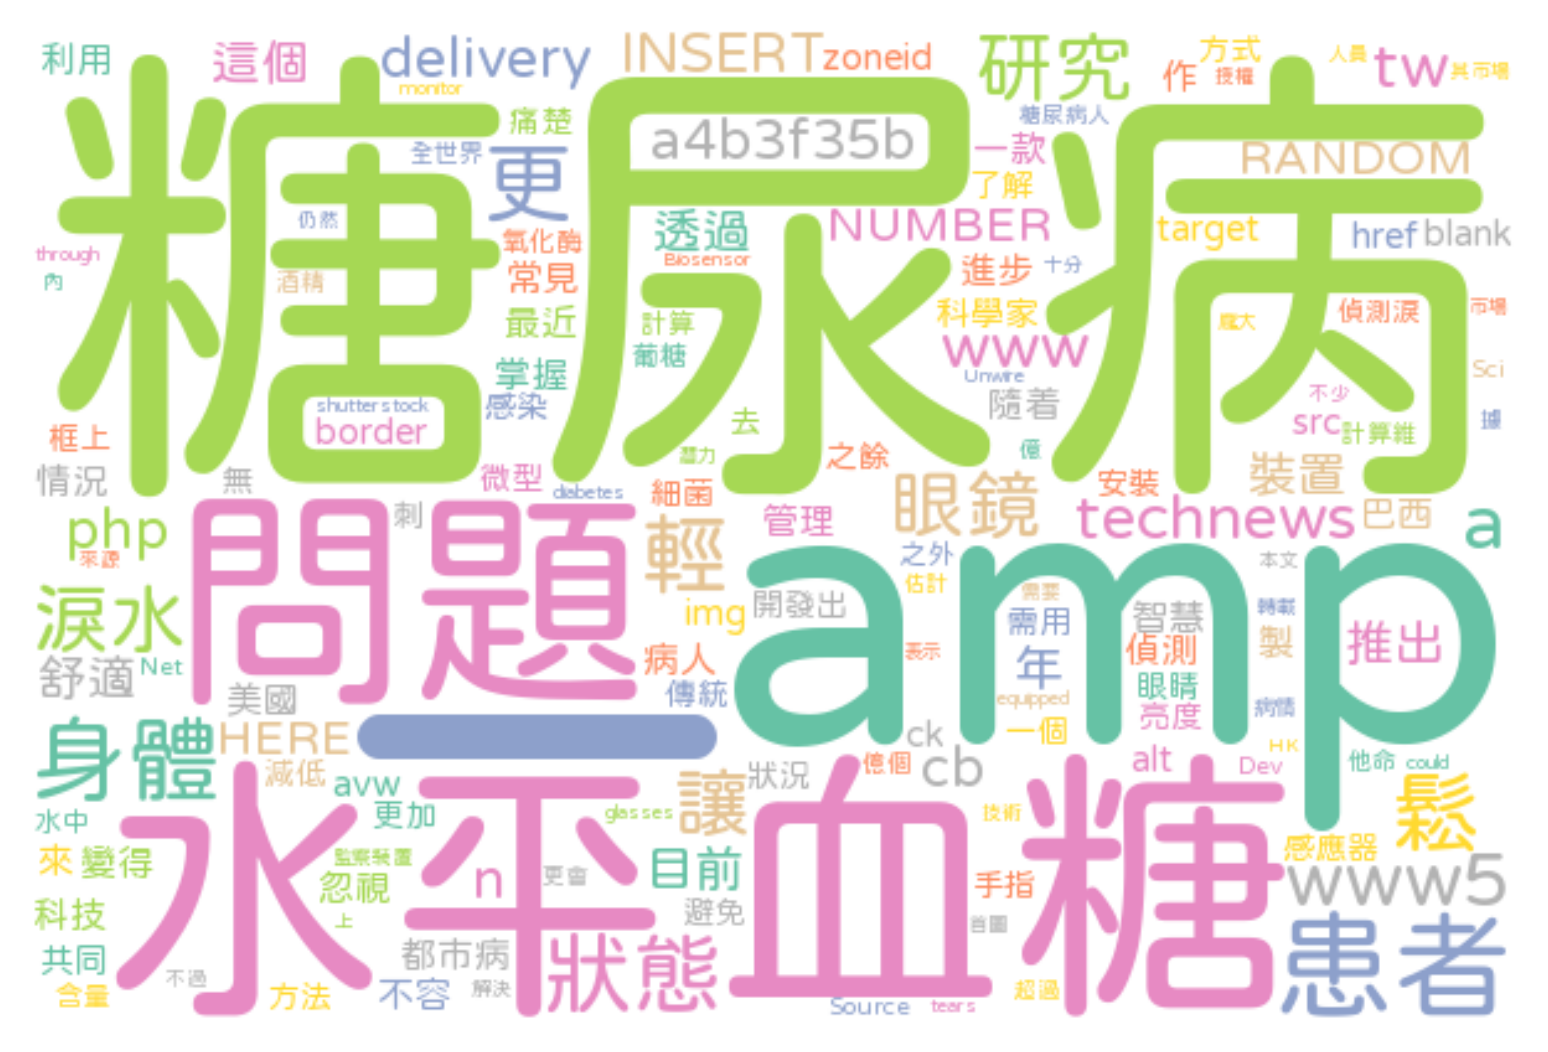 利用
這個
delivery
INSERT
zoneid
研究
作
方式
授權
人員
tw
其市場
monitor
糖尿病
痛楚
a4b3f35b
糖尿病人
全世界
更
一款
RANDOM
了解
仍然
透過
NUMBER
target
href
blank
through
氧化酶
Biosensor
進步
十分
內
酒精
常見
科學家
偵測淚
市場
最近
計算
龐大
葡糖
www
掌握
Unwire
Sci
shutterstock
感染
隨着
不少
border
去
src
計算維
據
框上
潛力
之餘
億
情況
無
微型
diabetes
細菌
眼鏡
安裝
裝置
php
刺
管理
technews
巴西
a
來源
問題
輕
amp
之外
本文
淚水
估計
需要
img
開發出
需用
智慧
轉載
製
推出
舒適
Net
病人
表示
年
偵測
美國
傳統
equipped
眼睛
病情
亮度
身體
HERE
一
ck
一個
HK
減低
avw
狀況
億個
cb
alt
Dev
他命
could
水中
更加
glasses
讓
技術
鬆
來
變得
監察裝置
水平
血糖
感應器
忽視
n
更會
目前
手指
www5
科技
上
避免
首圖
患者
共同
都市病
狀態
不過
含量
方法
不容
解決
Source
tears
超過